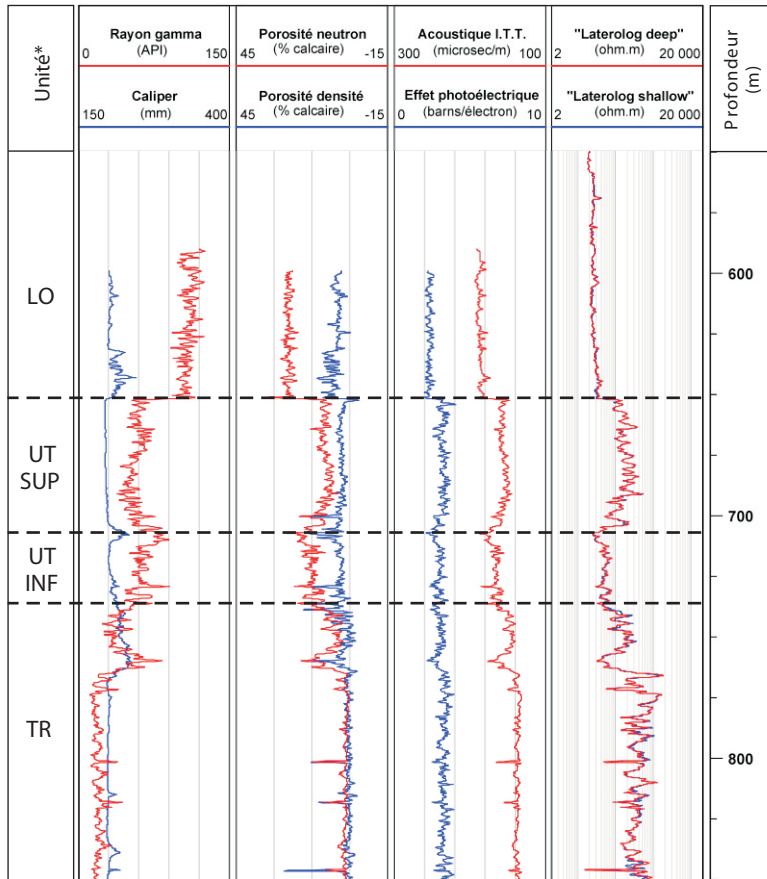 Unité*
Rayon gamma
0 (API) 150
Caliper
150 (mm) 400
Porosité neutron
45 (% calcaire) -15
Porosité densité
45 (% calcaire) -15
Acoustique I.T.T.
300 (microsec/m) 100
Effet photoélectrique
0 (barns/électron) 10
"Laterolog deep"
2 (ohm.m) 20 000
"Laterolog shallow"
2 (ohm.m) 20 000
Profondeur
(m)
LO
600
UT
SUP
700
UT
INF
TR
800